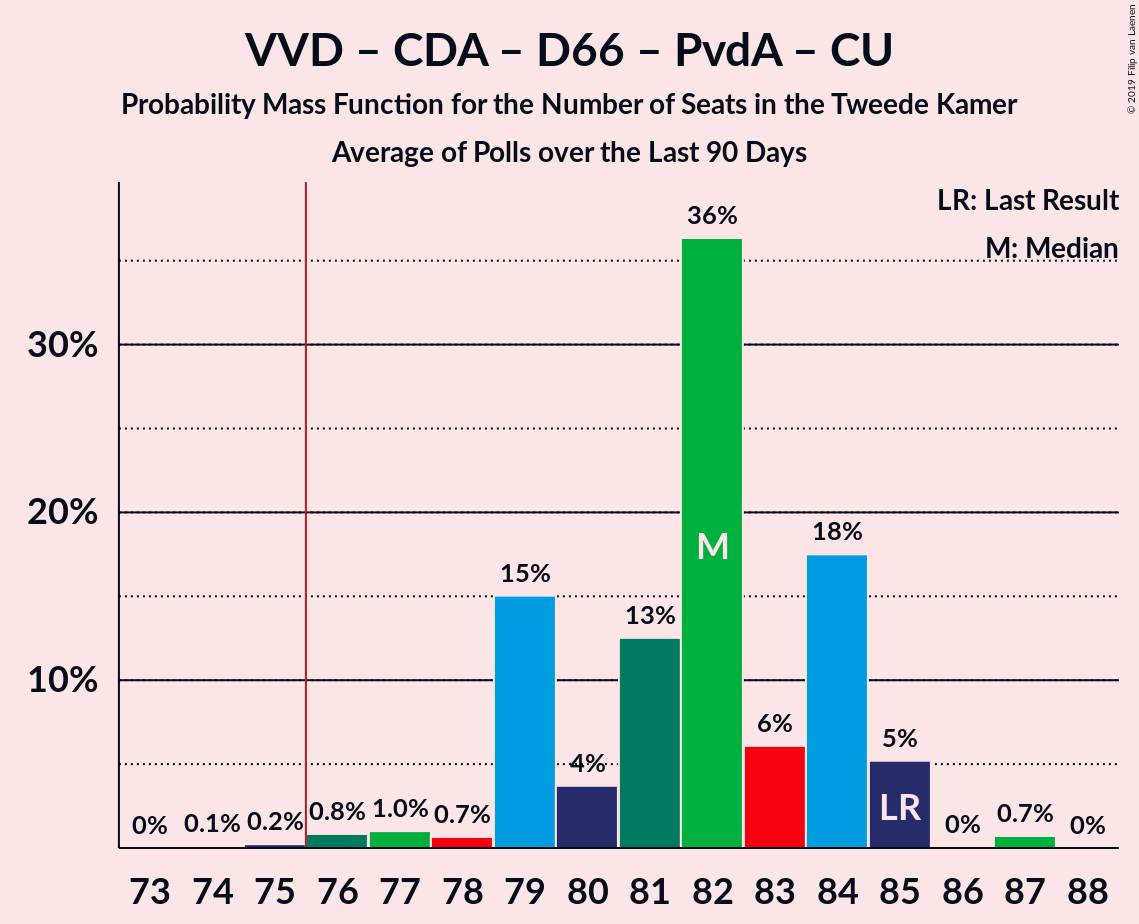 VVD – CDA – D66 – PvdA – CU
Probability Mass Function for the Number of Seats in the Tweede Kamer
Average of Polls over the Last 90 Days
© 2019 Filip van Laenen
LR: Last Result
M: Median
30%
20%
10%
0%
0.1%
0.2%
0.8%
1.0%
0.7%
15%
4%
13%
36%
6%
18%
5%
0%
0.7%
0%
M
LR
73 74 75 76 77 78 79 80 81 82 83 84 85 86 87 88